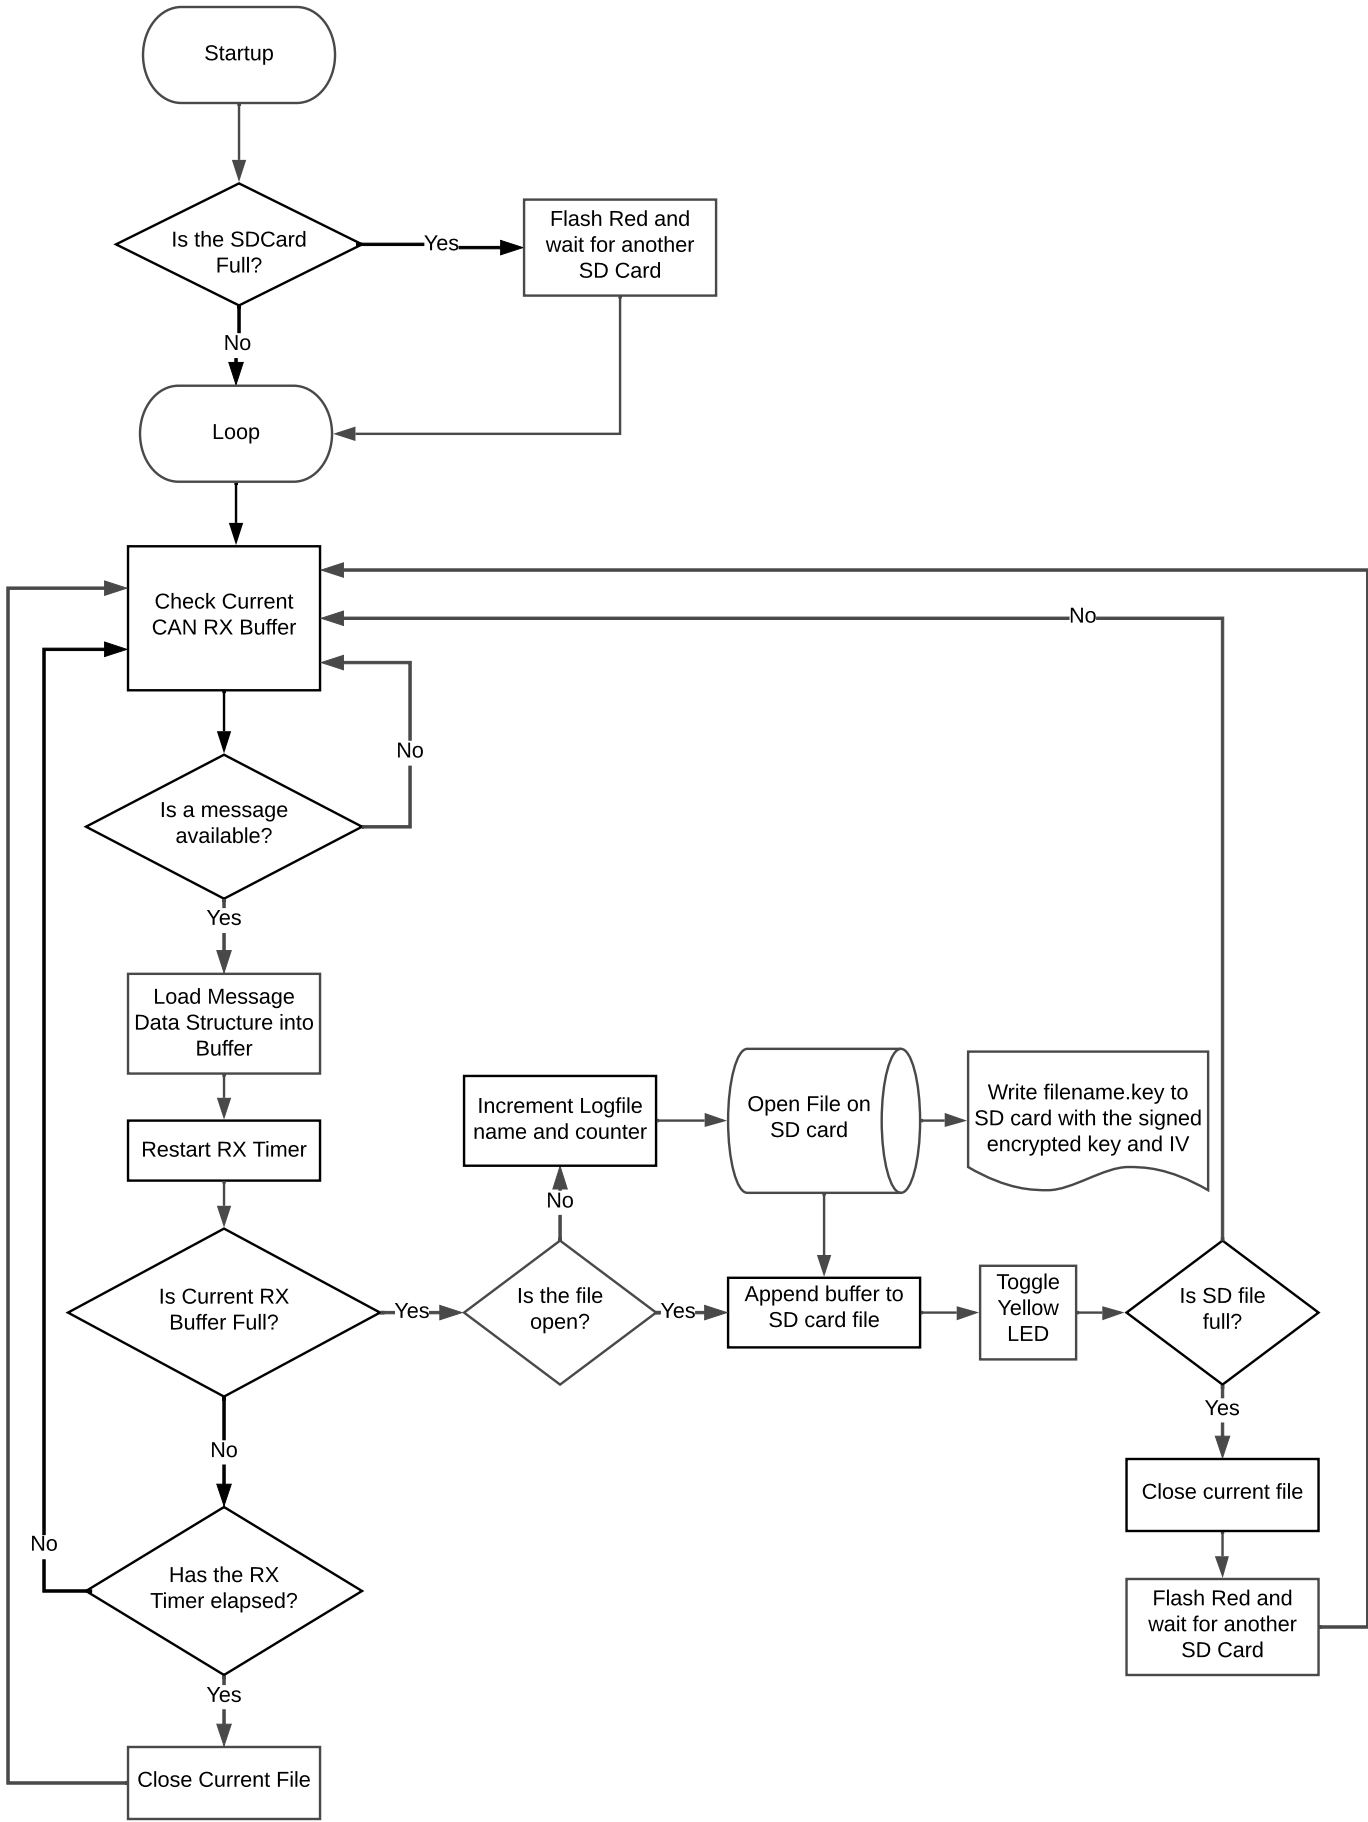 Startup
Is the SDCard
Full?
Yes
Flash Red and
wait for another
SD Card
No
Loop
Check Current
CAN RX Buffer
No
No
Is a message
available?
Yes
Load Message
Data Structure into
Buffer
Restart RX Timer
Increment Logfile
name and counter
Open File on
SD card
Write filename.key to
SD card with the signed
encrypted key and IV
No
Is Current RX
Buffer Full?
Yes
Is the file
open?
Yes
Append buffer to
SD card file
Toggle
Yellow
LED
Is SD file
full?
Yes
No
Close current file
No
Has the RX
Timer elapsed?
Flash Red and
wait for another
SD Card
Yes
Close Current File